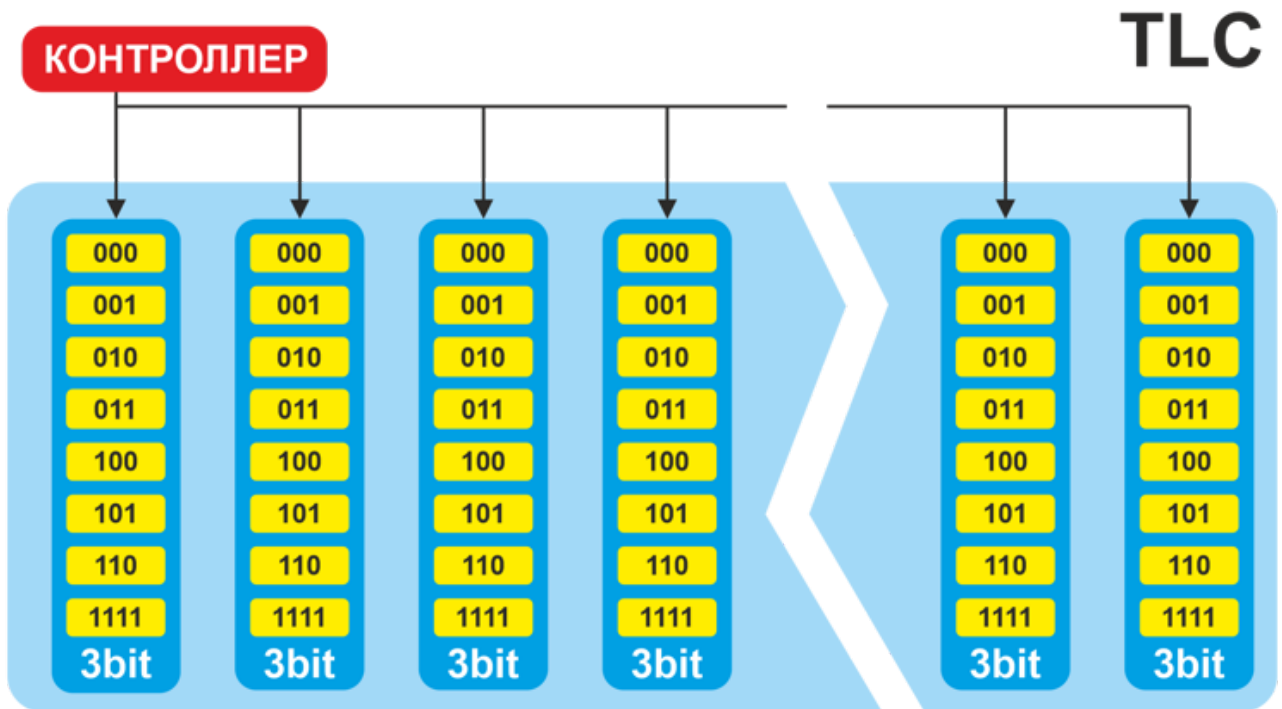 TLC
КОНТРОЛЛЕР
000 000 000 000 000 000
001 001 001 001 001 001
010 010 010 010 010 010
011 011 011 011 011 011
100 100 100 100 100 100
101 101 101 101 101 101
110 110 110 110 110 110
1111 1111 1111 1111 1111 1111
3bit 3bit 3bit 3bit 3bit 3bit